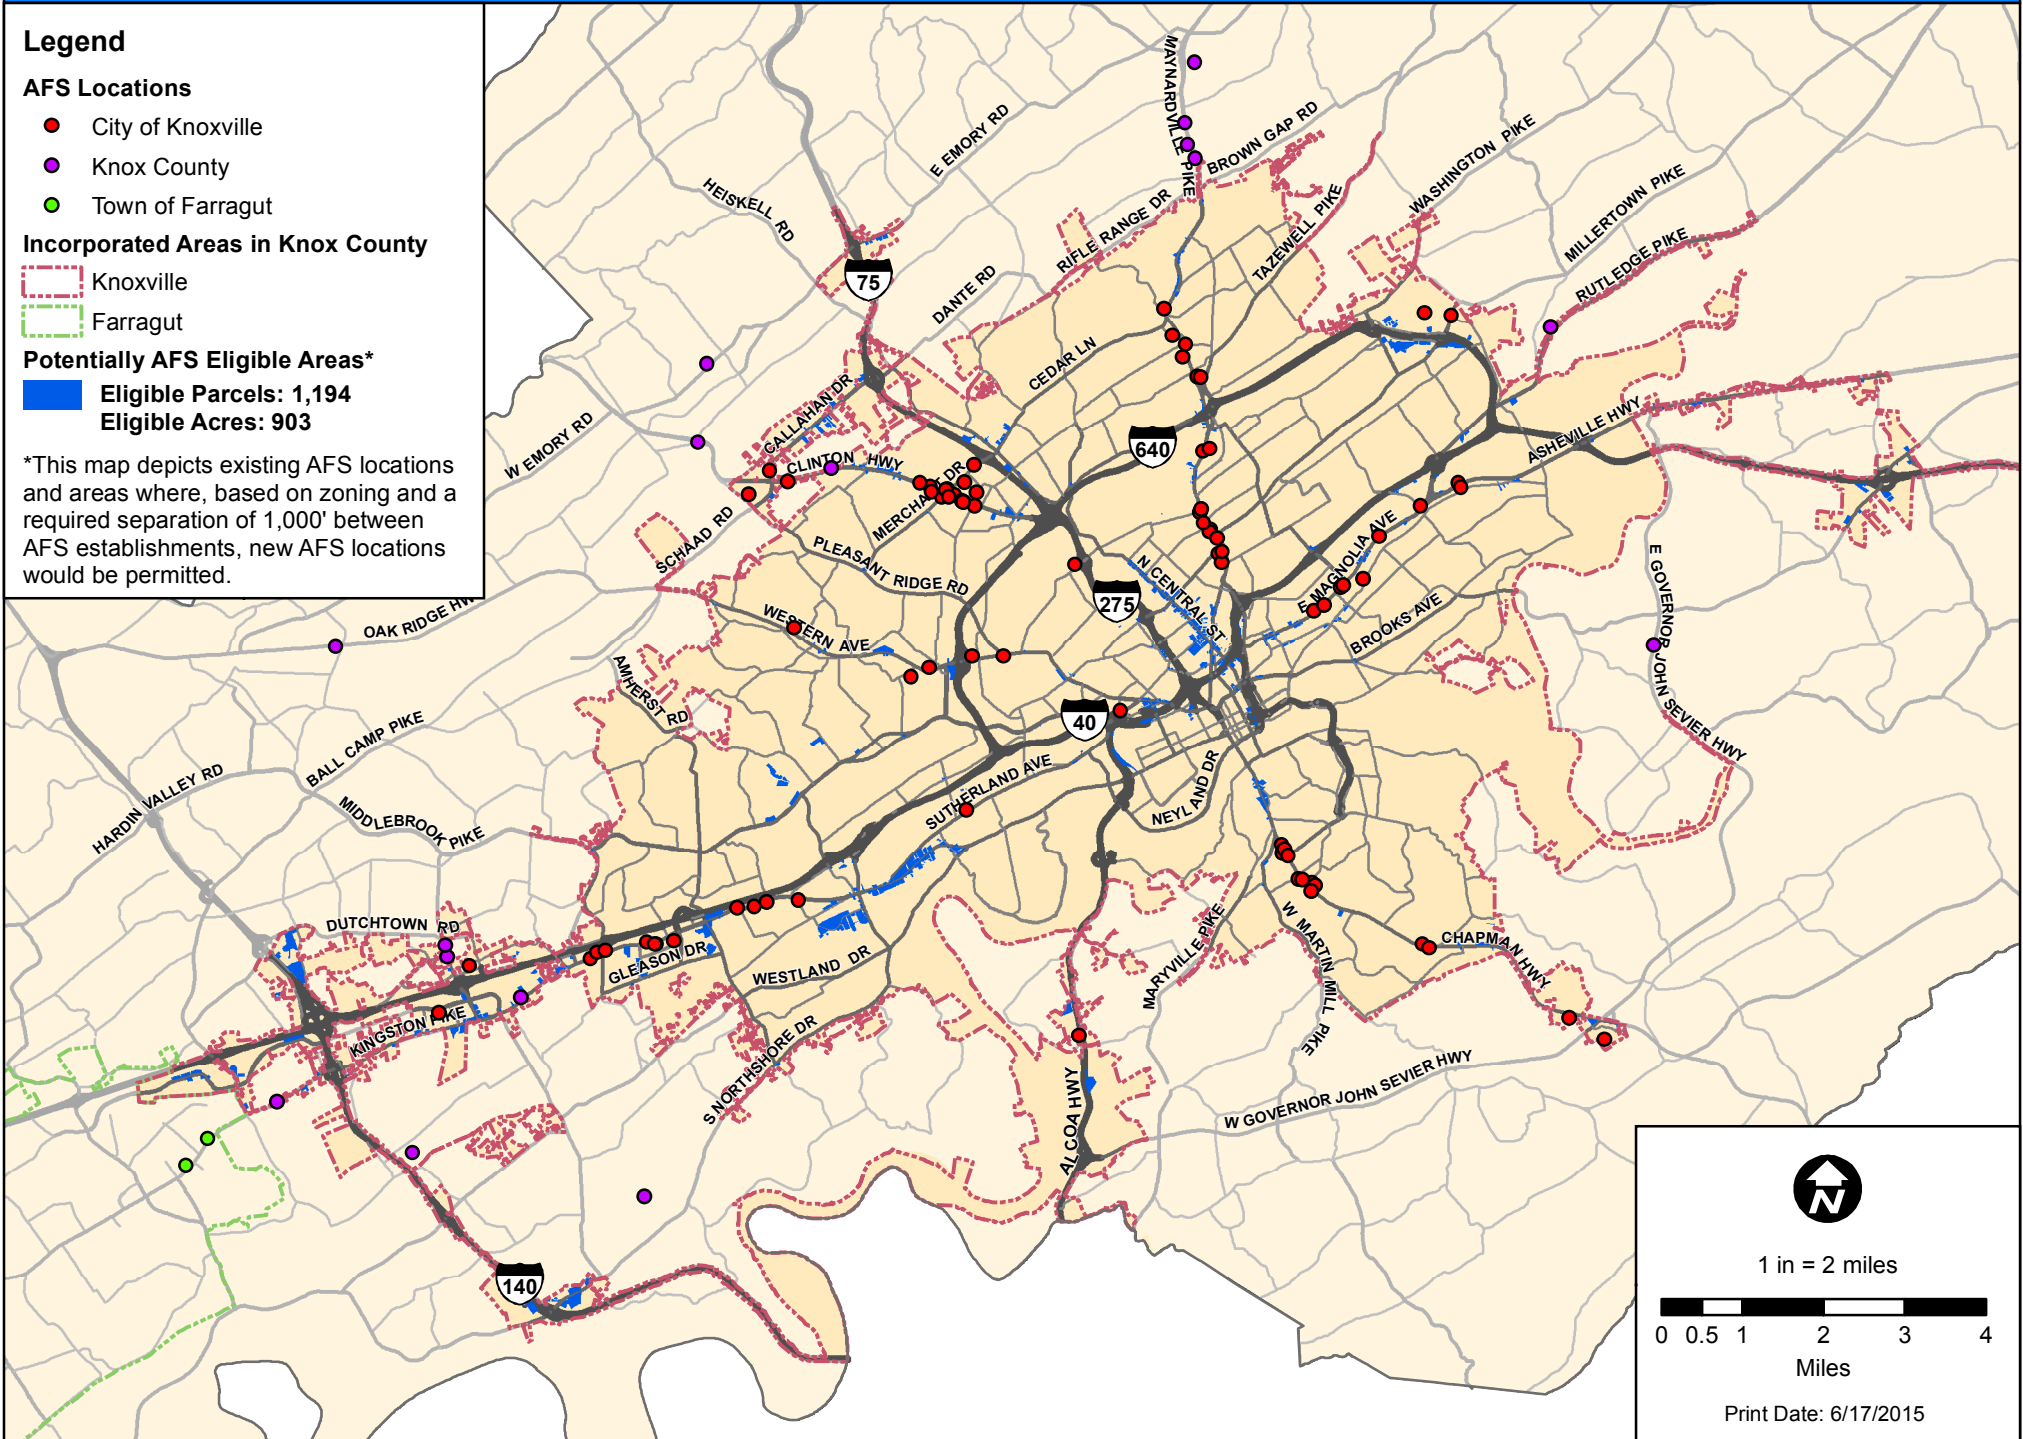 Legend
AFS Locations
City of Knoxville
Knox County
Town of Farragut
Incorporated Areas in Knox County
Knoxville
Farragut
Potentially AFS Eligible Areas*
Eligible Parcels: 1,194
Eligible Acres: 903
*This map depicts existing AFS locations
and areas where, based on zoning and a
required separation of 1,000' between
AFS establishments, new AFS locations
would be permitted.
MAYNARDVILLE PIKE
BROWN GAP RD
E EMORY RD
HEISKELL RD
WASHINGTON PIKE
MILLERTOWN PIKE
RUTLEDGE PIKE
TAZEWELL PIKE
RIFLE RANGE DR
75
DANTE RD
CEDAR LN
CALLAHAN DR
W EMORY RD
CLINTON HWY
MERCHANT DR
640
ASHEVILLE HWY
SCHAAD RD
PLEASANT RIDGE RD
N CENTRAL ST
275
E MAGNOLIA AVE
BROOKS AVE
E GOVERNOR JOHN SEVIER HWY
OAK RIDGE HW
WESTERN AVE
AMHERST RD
40
BALL CAMP PIKE
HARDIN VALLEY RD
MIDDLEBROOK PIKE
SUTHERLAND AVE
NEYLAND DR
DUTCHTOWN RD
GLEASON DR
WESTLAND DR
MARYVILLE PIKE
W MARTIN MILL PIKE
CHAPMAN HWY
KINGSTON PIKE
S NORTHSHORE DR
ALCOA HWY
W GOVERNOR JOHN SEVIER HWY
140
N
1 in = 2 miles
0 0.5 1 2 3 4
Miles
Print Date: 6/17/2015